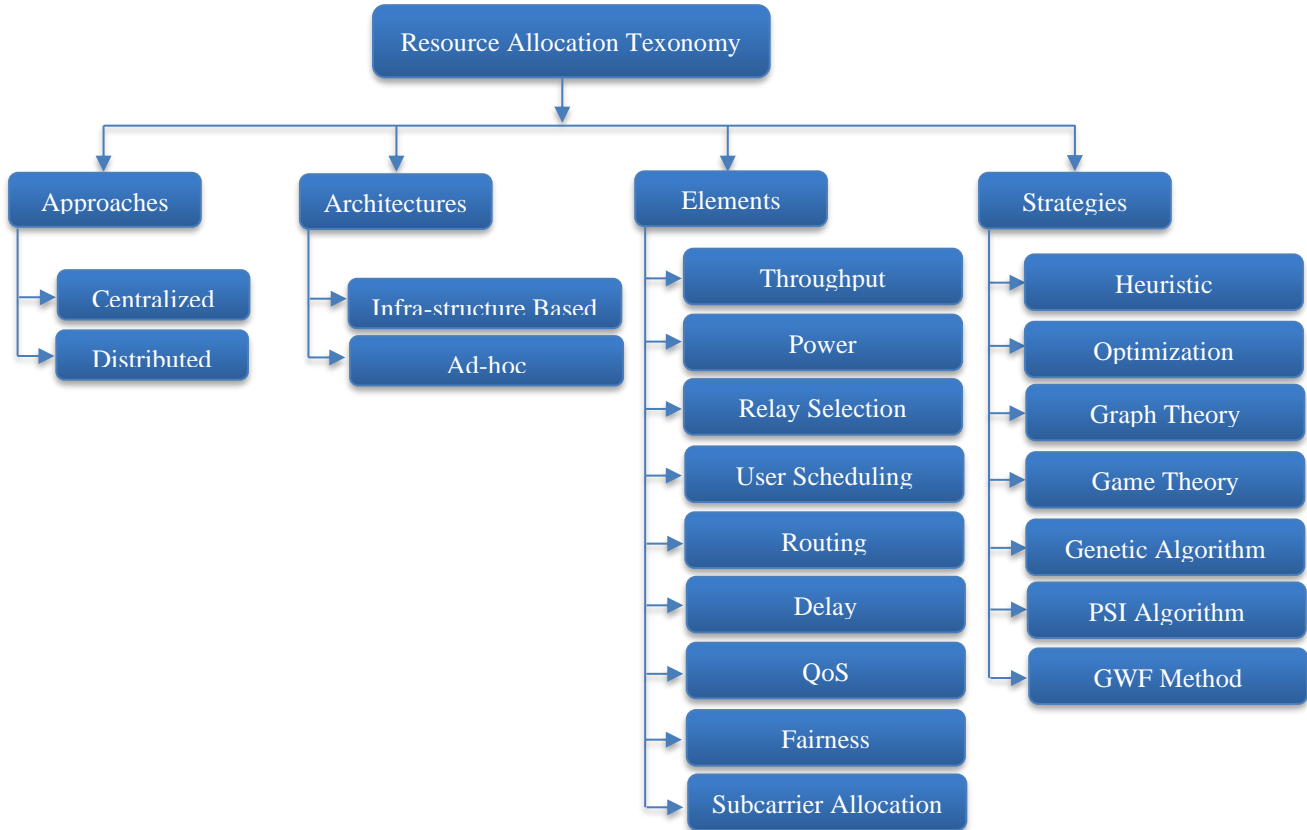 Resource Allocation Texonomy
Approaches
Centralized
Distributed
Architectures
Infra-structure Based
Ad-hoc
Elements
Throughput
Power
Relay Selection
User Scheduling
Routing
Delay
QoS
Fairness
Subcarrier Allocation
Strategies
Heuristic
Optimization
Graph Theory
Game Theory
Genetic Algorithm
PSI Algorithm
GWF Method